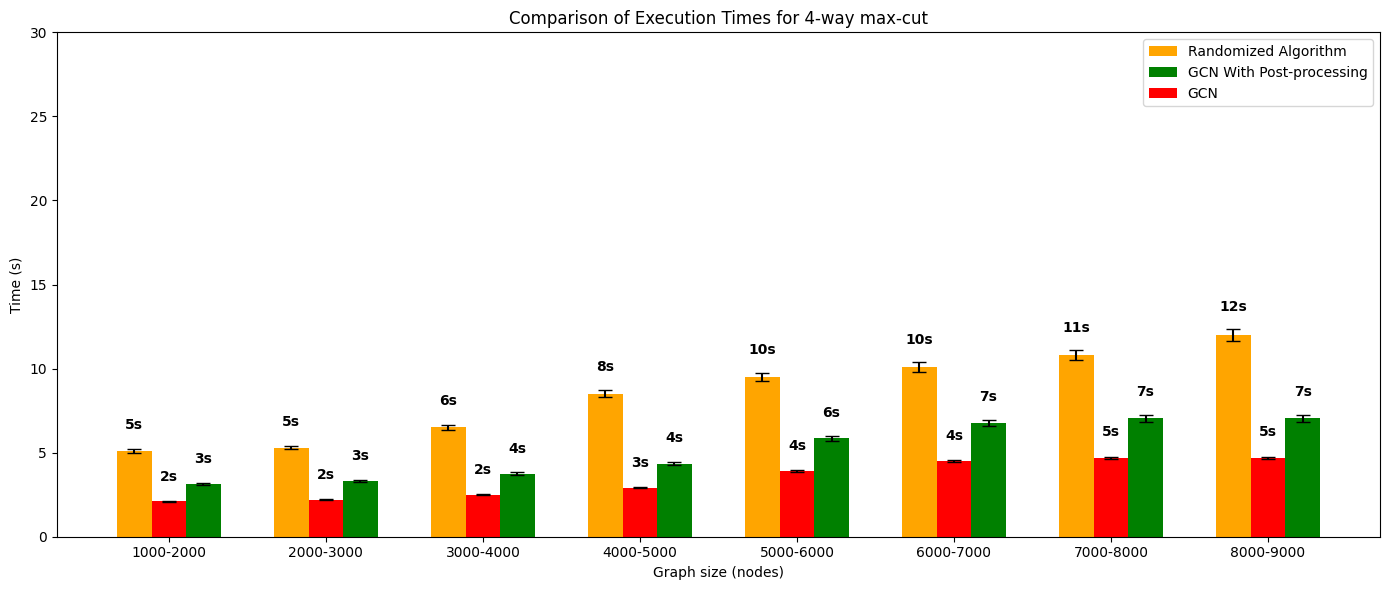 Comparison of Execution Times for 4-way max-cut
Randomized Algorithm
GCN With Post-processing
GCN
Time (s)
30
25
20
15
10
5
0
5s
2s
3s
5s
2s
3s
6s
2s
4s
8s
3s
4s
10s
4s
6s
10s
4s
7s
11s
5s
7s
12s
5s
7s
1000-2000
2000-3000
3000-4000
4000-5000
5000-6000
6000-7000
7000-8000
8000-9000
Graph size (nodes)